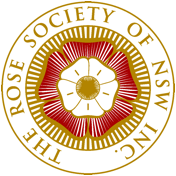 THE ROSE SOCIETY OF NSW INC.